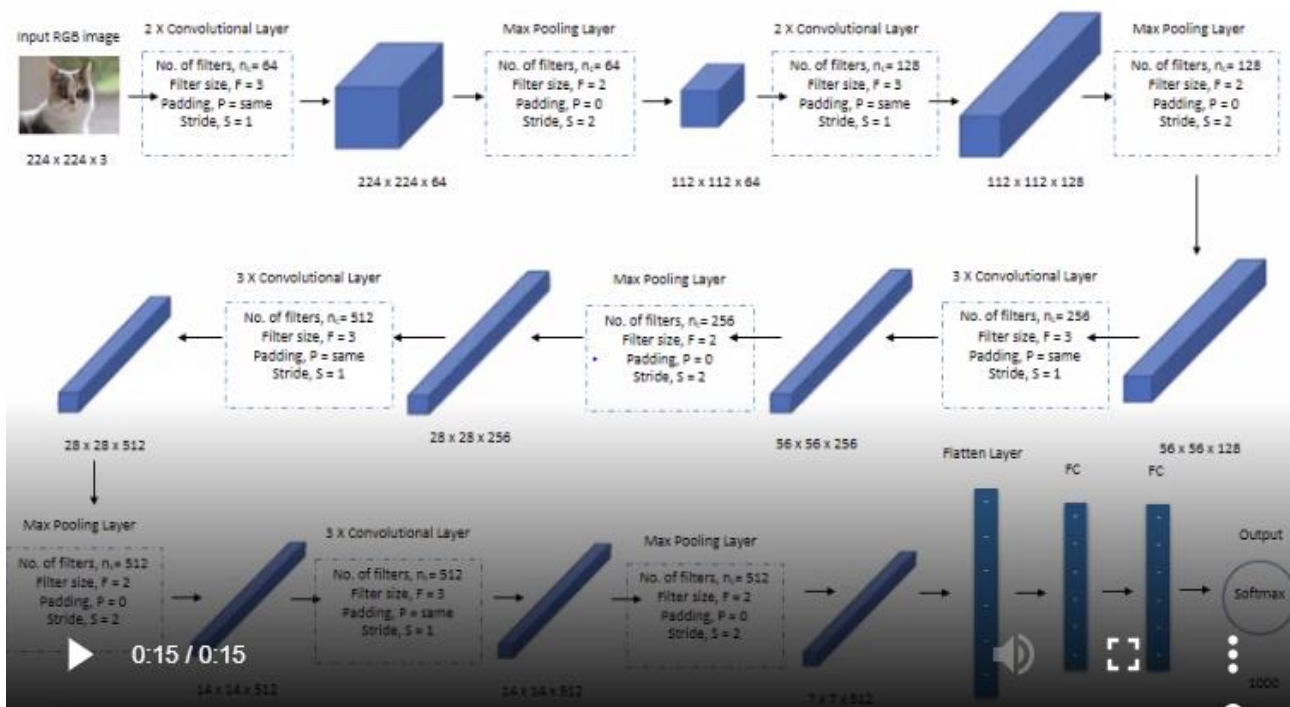 Input RGB image
224 x 224 x 3
2 X Convolutional Layer
No. of filters, nc= 64
Filter size, F = 3
Padding, P = same
Stride, S = 1
224 x 224 x 64
Max Pooling Layer
No. of filters, nc= 64
Filter size, F = 2
Padding, P = 0
Stride, S = 2
112 x 112 x 64
2 X Convolutional Layer
No. of filters, nc= 128
Filter size, F = 3
Padding, P = same
Stride, S = 1
112 x 112 x 128
Max Pooling Layer
No. of filters, nc= 128
Filter size, F = 2
Padding, P = 0
Stride, S = 2
56 x 56 x 128
3 X Convolutional Layer
No. of filters, nc= 256
Filter size, F = 3
Padding, P = same
Stride, S = 1
56 x 56 x 256
Max Pooling Layer
No. of filters, nc= 256
Filter size, F = 2
Padding, P = 0
Stride, S = 2
28 x 28 x 256
3 X Convolutional Layer
No. of filters, nc= 512
Filter size, F = 3
Padding, P = same
Stride, S = 1
28 x 28 x 512
Max Pooling Layer
No. of filters, nc= 512
Filter size, F = 2
Padding, P = 0
Stride, S = 2
14 x 14 x 512
3 X Convolutional Layer
No. of filters, nc= 512
Filter size, F = 3
Padding, P = same
Stride, S = 1
14 x 14 x 512
Max Pooling Layer
No. of filters, nc= 512
Filter size, F = 2
Padding, P = 0
Stride, S = 2
7 x 7 x 512
Flatten Layer
FC
FC
Output
Softmax
1000
0:15 / 0:15